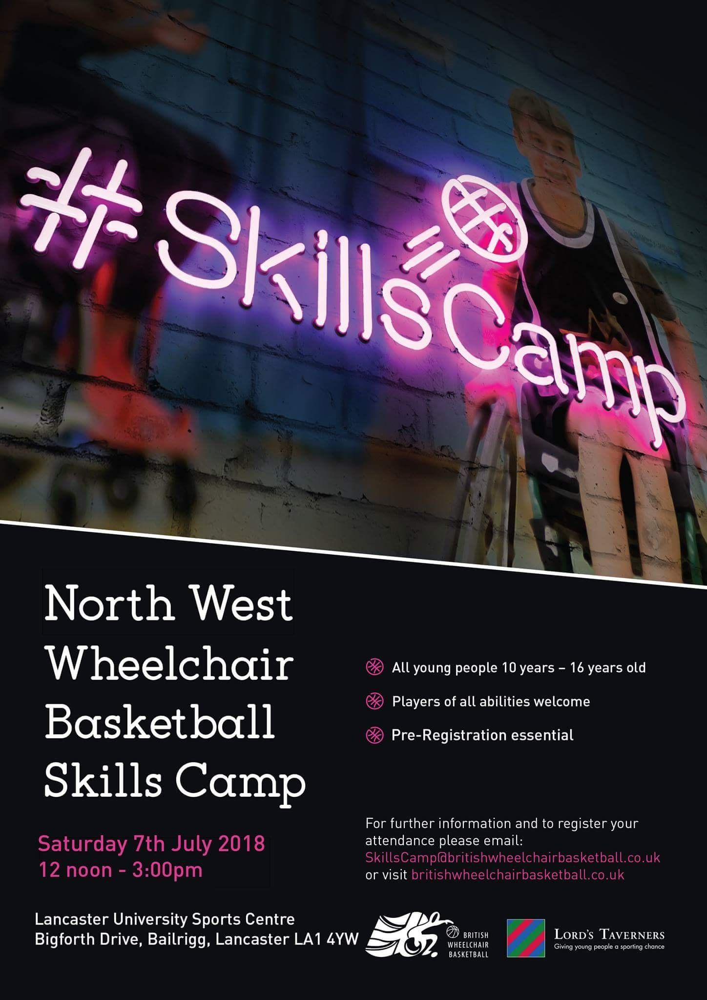 #SkillsCamp
North West
Wheelchair
Basketball
Skills Camp
Saturday 7th July 2018
12 noon - 3:00pm
Lancaster University Sports Centre
Bigforth Drive, Bailrigg, Lancaster LA1 4YW
All young people 10 years – 16 years old
Players of all abilities welcome
Pre-Registration essential
For further information and to register your
attendance please email:
SkillsCamp@britishwheelchairbasketball.co.uk
or visit britishwheelchairbasketball.co.uk
BRITISH
WHEELCHAIR
BASKETBALL
LORD'S TAVERNERS
Giving young people a sporting chance